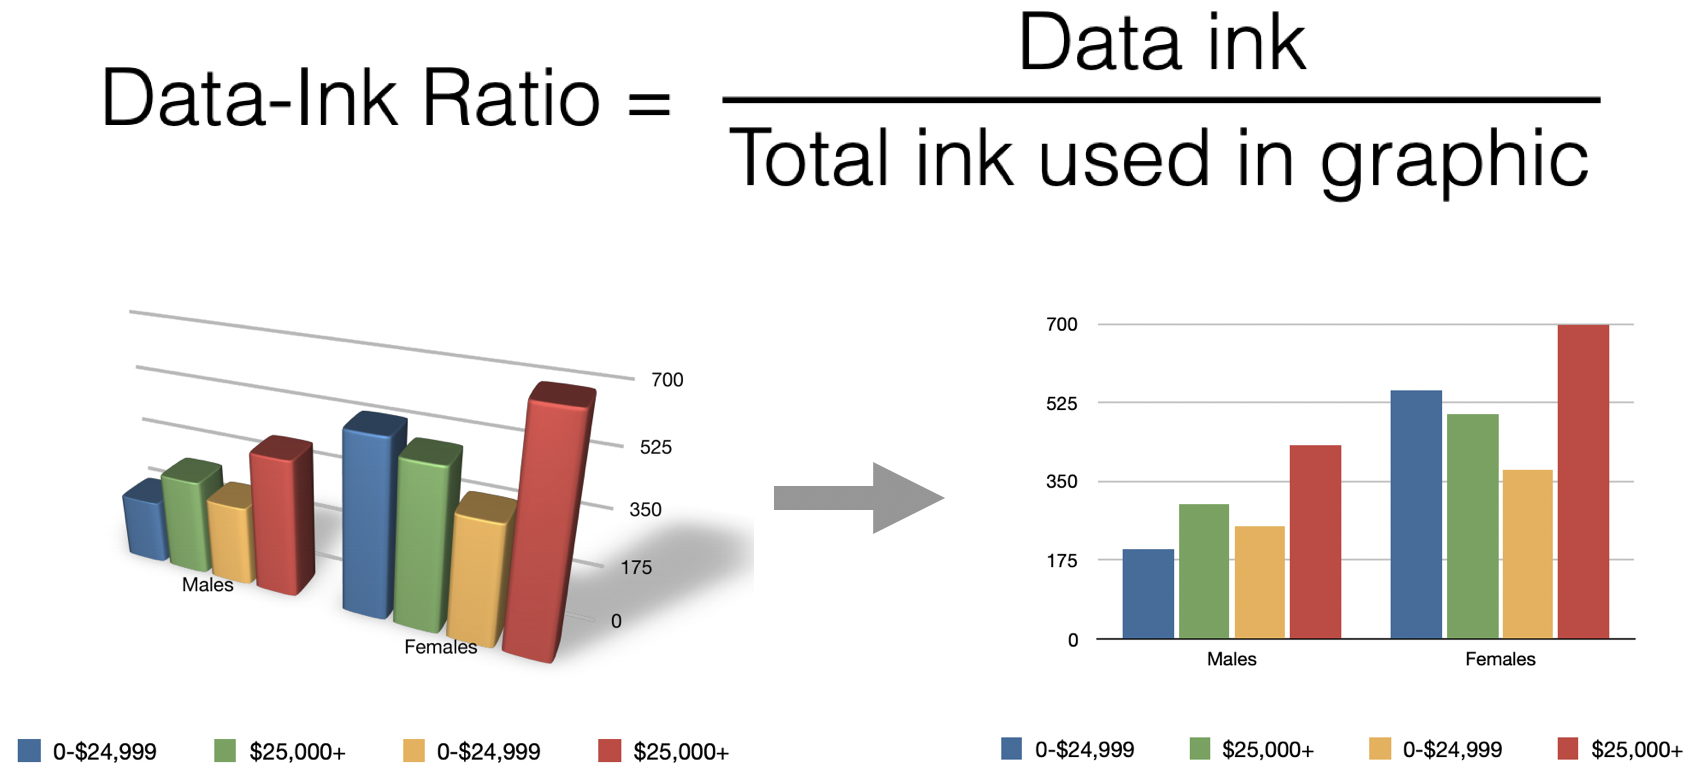 Data-Ink Ratio =
Data ink
Total ink used in graphic
700
525
350
175
0
Males
Females
0-$24,999
$25,000+
0-$24,999
$25,000+
700
525
350
175
0
Males
Females
0-$24,999
$25,000+
0-$24,999
$25,000+